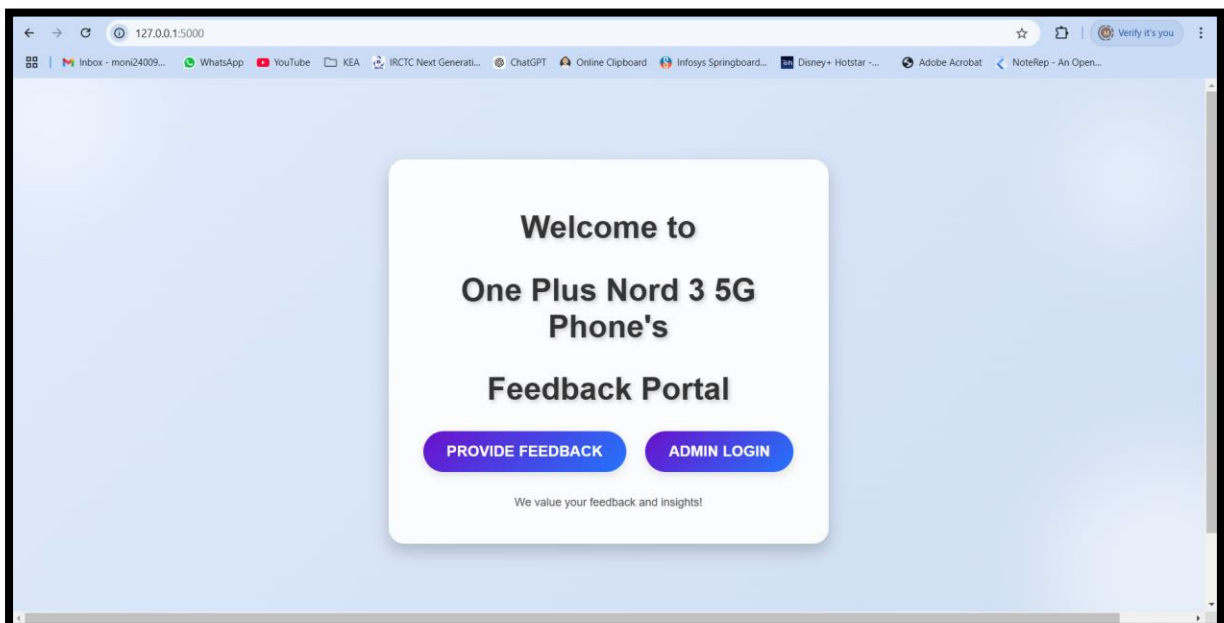 127.0.0.1:5000 Verify it's you
Inbox - moni24009... WhatsApp YouTube KEA IRCTC Next Generati... ChatGPT Online Clipboard Infosys Springboard... Disney+ Hotstar -... Adobe Acrobat NoteRep - An Open...
Welcome to
One Plus Nord 3 5G
Phone's
Feedback Portal
PROVIDE FEEDBACK ADMIN LOGIN
We value your feedback and insights!